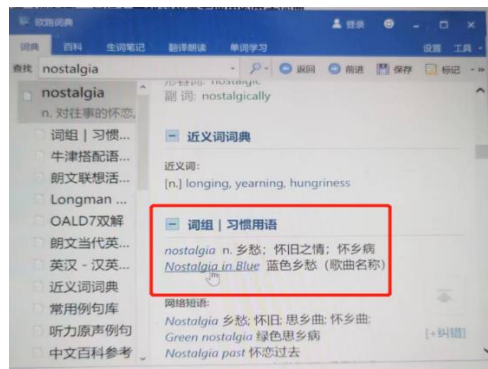 欧路词典
登录
词典 百科 生词笔记 翻译朗读 单词学习 设置 工具
查找 nostalgia 返回 前进 保存 标记
nostalgia
n. 对往事的怀恋,
词组 | 习惯...
牛津搭配语...
朗文联想活...
Longman ...
OALD7双解
朗文当代英...
英汉 - 汉英...
近义词词典
常用例句库
听力原声例句
中文百科参考
形容词: nostalgic
副 词: nostalgically
近义词词典
近义词:
[n.] longing, yearning, hungriness
词组 | 习惯用语
nostalgia n. 乡愁; 怀旧之情; 怀乡病
Nostalgia in Blue 蓝色乡愁 (歌曲名称)
网络短语:
Nostalgia 乡愁; 怀旧; 思乡曲; 怀乡曲;
Green nostalgia 绿色思乡病
Nostalgia past 怀恋过去
[+纠错]